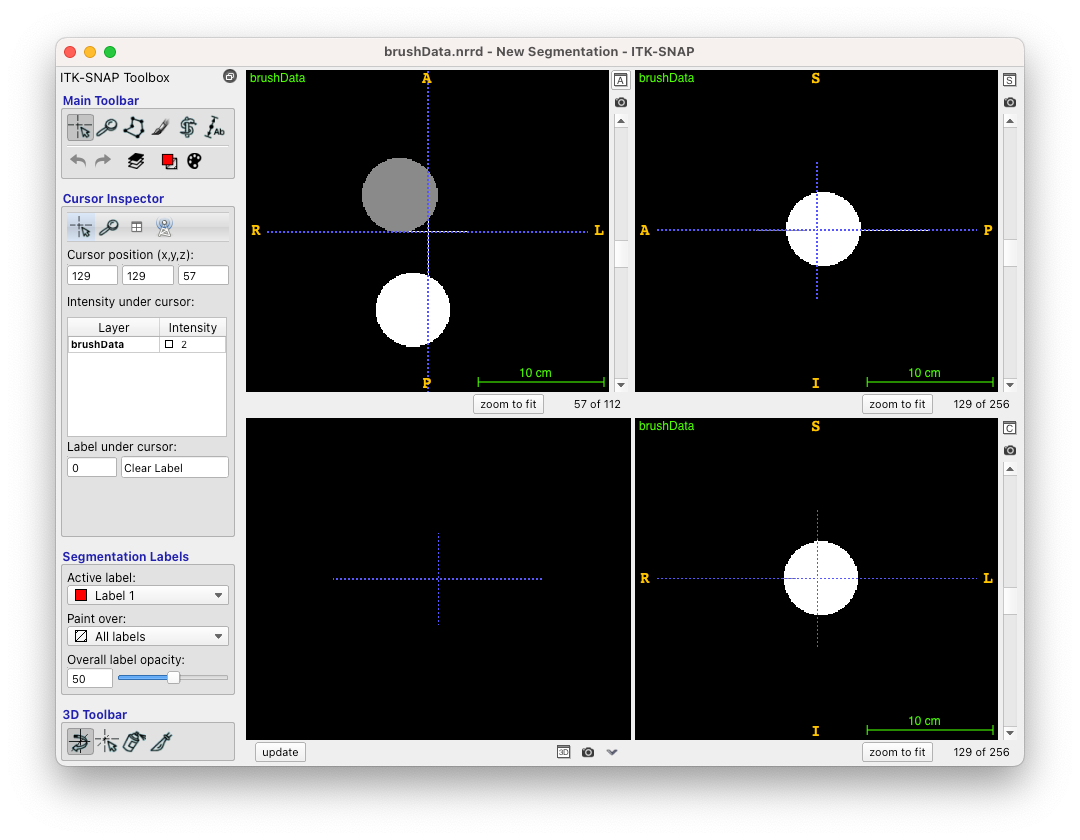 brushData.nrrd - New Segmentation - ITK-SNAP
ITK-SNAP Toolbox
Main Toolbar
Ab
Cursor Inspector
Cursor position (x,y,z):
129 129 57
Intensity under cursor:
Layer Intensity
brushData 2
Label under cursor:
0 Clear Label
Segmentation Labels
Active label:
Label 1
Paint over:
All labels
Overall label opacity:
50
3D Toolbar
brushData
A
A
R
L
P
10 cm
zoom to fit 57 of 112
brushData
S
S
A
P
I
10 cm
zoom to fit 129 of 256
update
3D
brushData
S
C
R
L
I
10 cm
zoom to fit 129 of 256